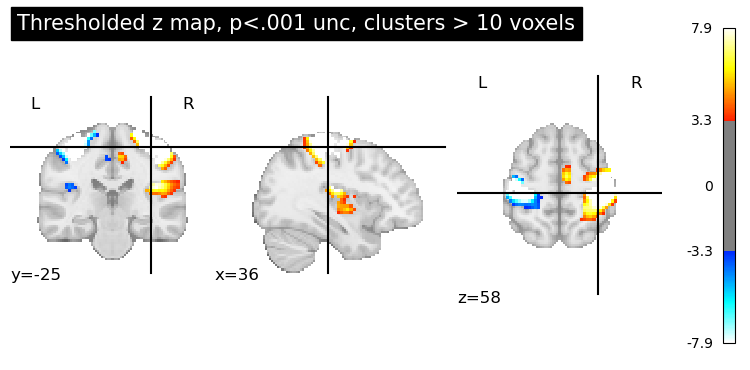 Thresholded z map, p<.001 unc, clusters > 10 voxels
L
R
L
R
y=-25
x=36
z=58
7.9
3.3
0
-3.3
-7.9